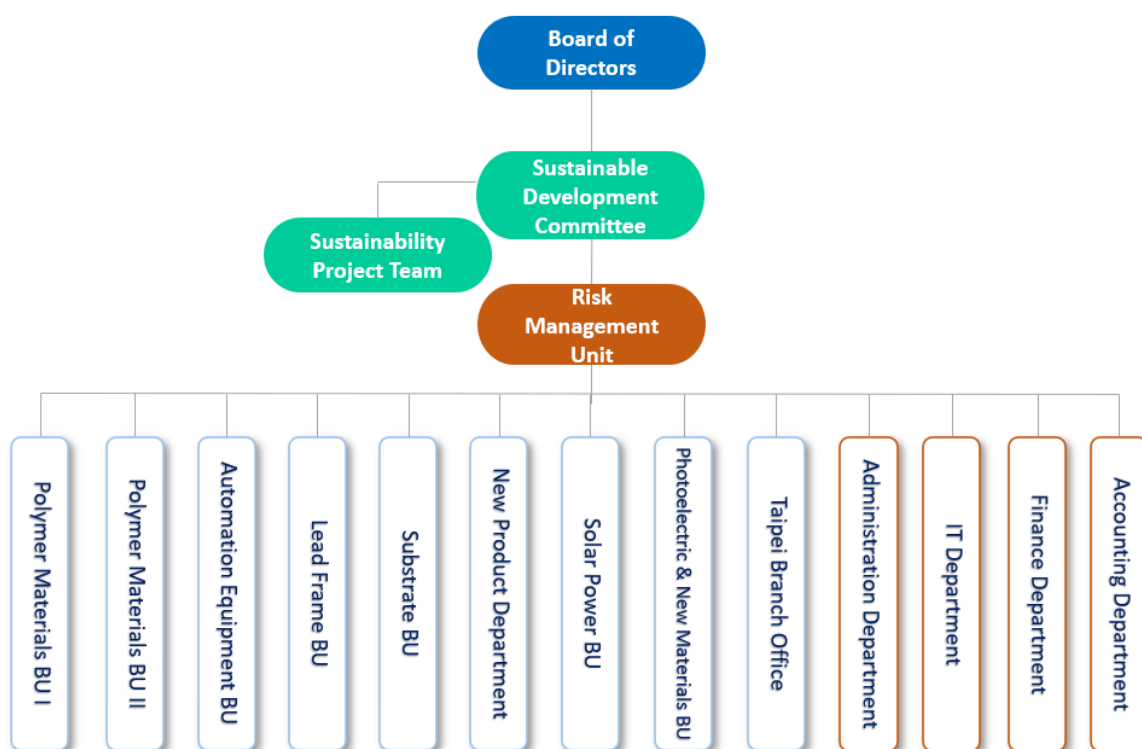 Board of
Directors
Sustainable
Development
Committee
Sustainability
Project Team
Risk
Management
Unit
Polymer Materials BU I
Polymer Materials BU II
Automation Equipment BU
Lead Frame BU
Substrate BU
New Product Department
Solar Power BU
Photoelectric & New Materials BU
Taipei Branch Office
Administration Department
IT Department
Finance Department
Accounting Department